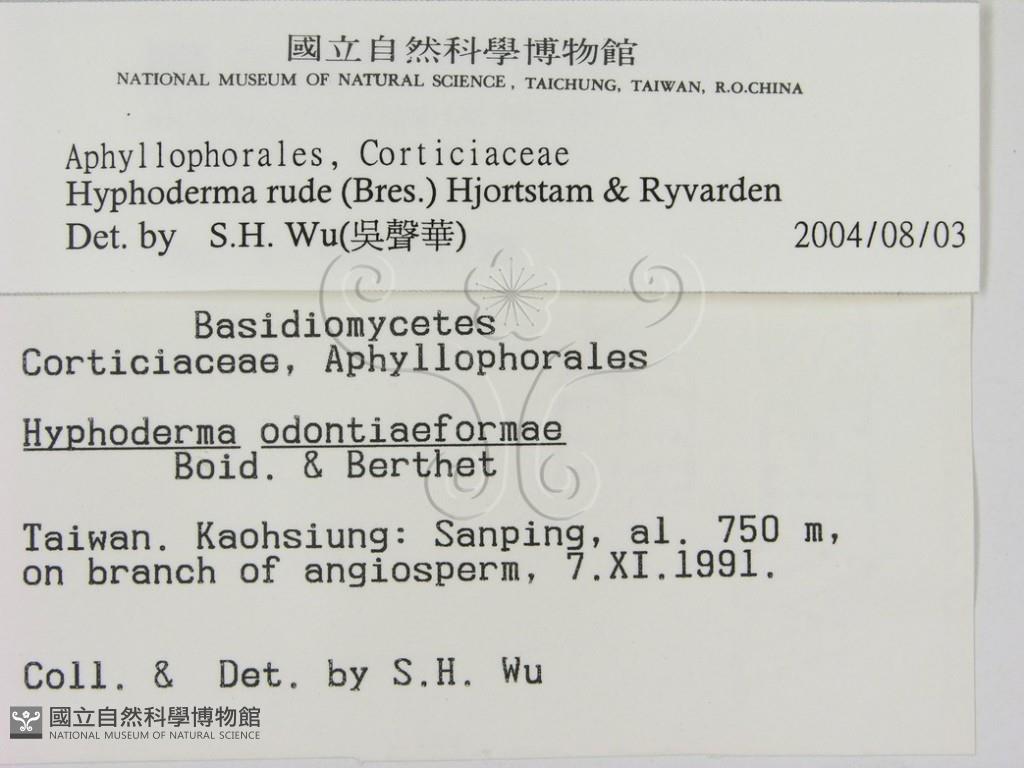 國立自然科學博物館
NATIONAL MUSEUM OF NATURAL SCIENCE, TAICHUNG, TAIWAN, R.O.CHINA
Aphyllophorales, Corticiaceae
Hyphoderma rude (Bres.) Hjortstam & Ryvarden
Det. by S.H. Wu(吳聲華) 2004/08/03
Basidiomycetes
Corticiaceae, Aphyllophorales
Hyphoderma odontiaeformae
Boid. & Berthet
Taiwan. Kaohsiung: Sanping, al. 750 m,
on branch of angiosperm, 7.XI.1991.
Coll. & Det. by S.H. Wu
國立自然科學博物館
NATIONAL MUSEUM OF NATURAL SCIENCE